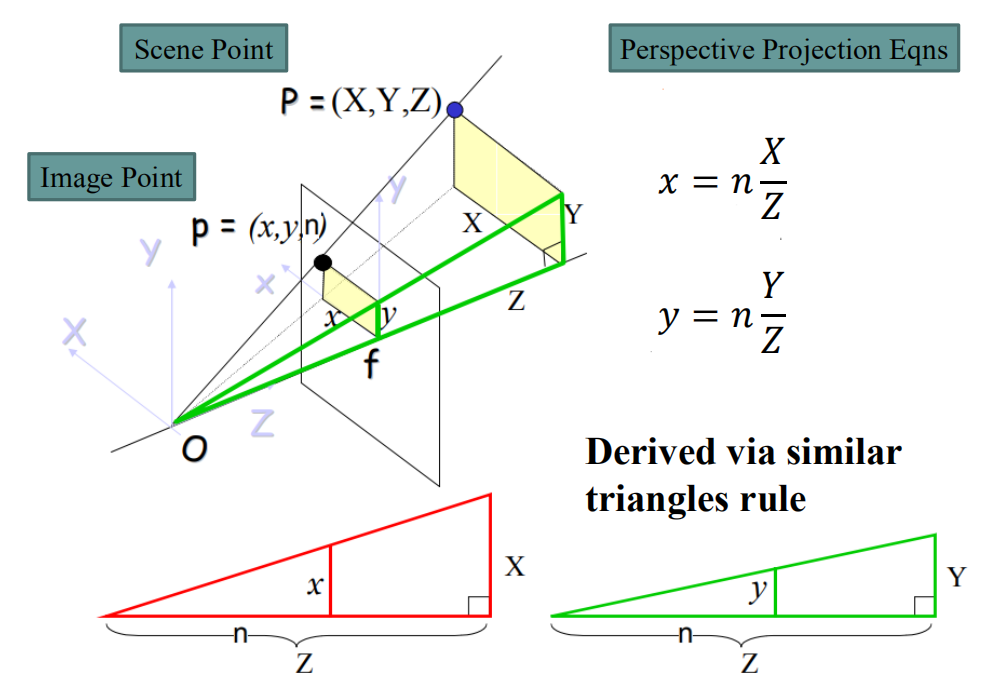 Scene Point
Perspective Projection Eqns
P = (X,Y,Z)
Image Point
p = (x,y,n)
x = n X/Z
y = n Y/Z
Y
X
Y
X
Y
x
y
Z
f
X
Z
O
Derived via similar
triangles rule
x
X
n
Z
y
Y
n
Z